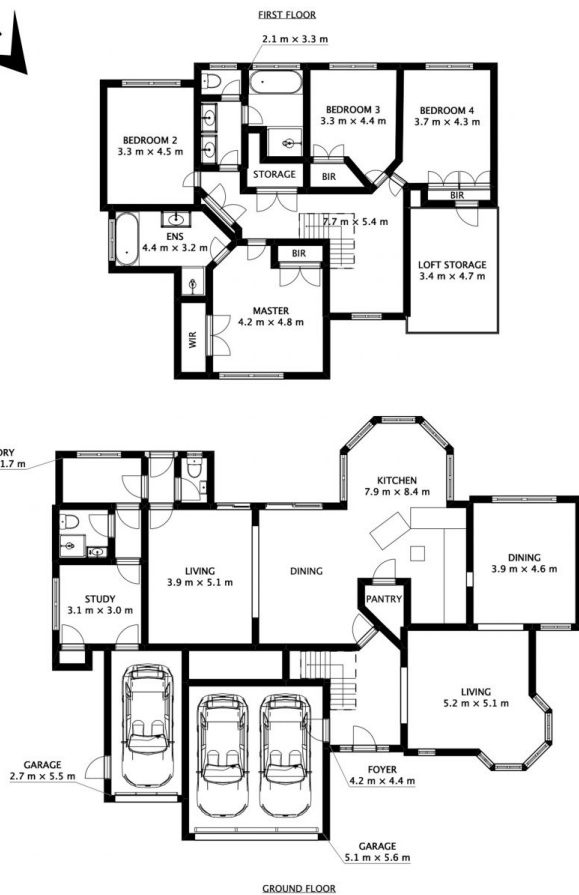 FIRST FLOOR
2.1 m × 3.3 m
BEDROOM 2
3.3 m × 4.5 m
BEDROOM 3
3.3 m × 4.4 m
BEDROOM 4
3.7 m × 4.3 m
STORAGE
BIR
BIR
ENS
4.4 m × 3.2 m
7.7 m × 5.4 m
BIR
LOFT STORAGE
3.4 m × 4.7 m
MASTER
4.2 m × 4.8 m
WIR
ORY
1.7 m
KITCHEN
7.9 m × 8.4 m
LIVING
3.9 m × 5.1 m
DINING
DINING
3.9 m × 4.6 m
STUDY
3.1 m × 3.0 m
PANTRY
LIVING
5.2 m × 5.1 m
GARAGE
2.7 m × 5.5 m
FOYER
4.2 m × 4.4 m
GARAGE
5.1 m × 5.6 m
GROUND FLOOR